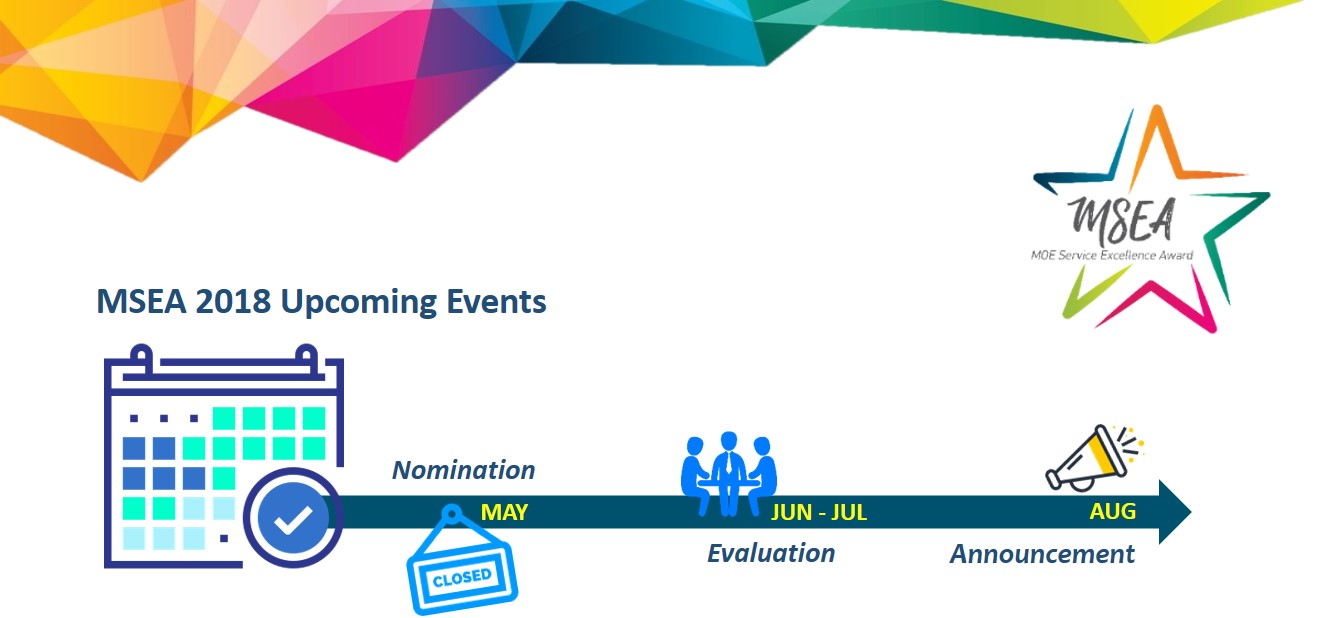 MSEA
MOE Service Excellence Award
MSEA 2018 Upcoming Events
Nomination
MAY
JUN - JUL
AUG
Evaluation
Announcement
CLOSED